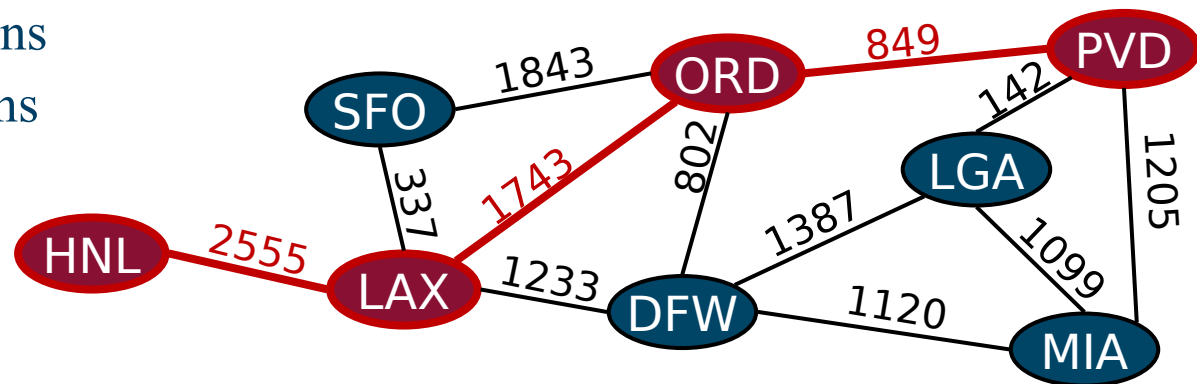 ns
ns
SFO
1843
ORD
849
PVD
142
337
1743
802
LGA
1205
HNL
2555
LAX
1233
1387
1099
DFW
1120
MIA